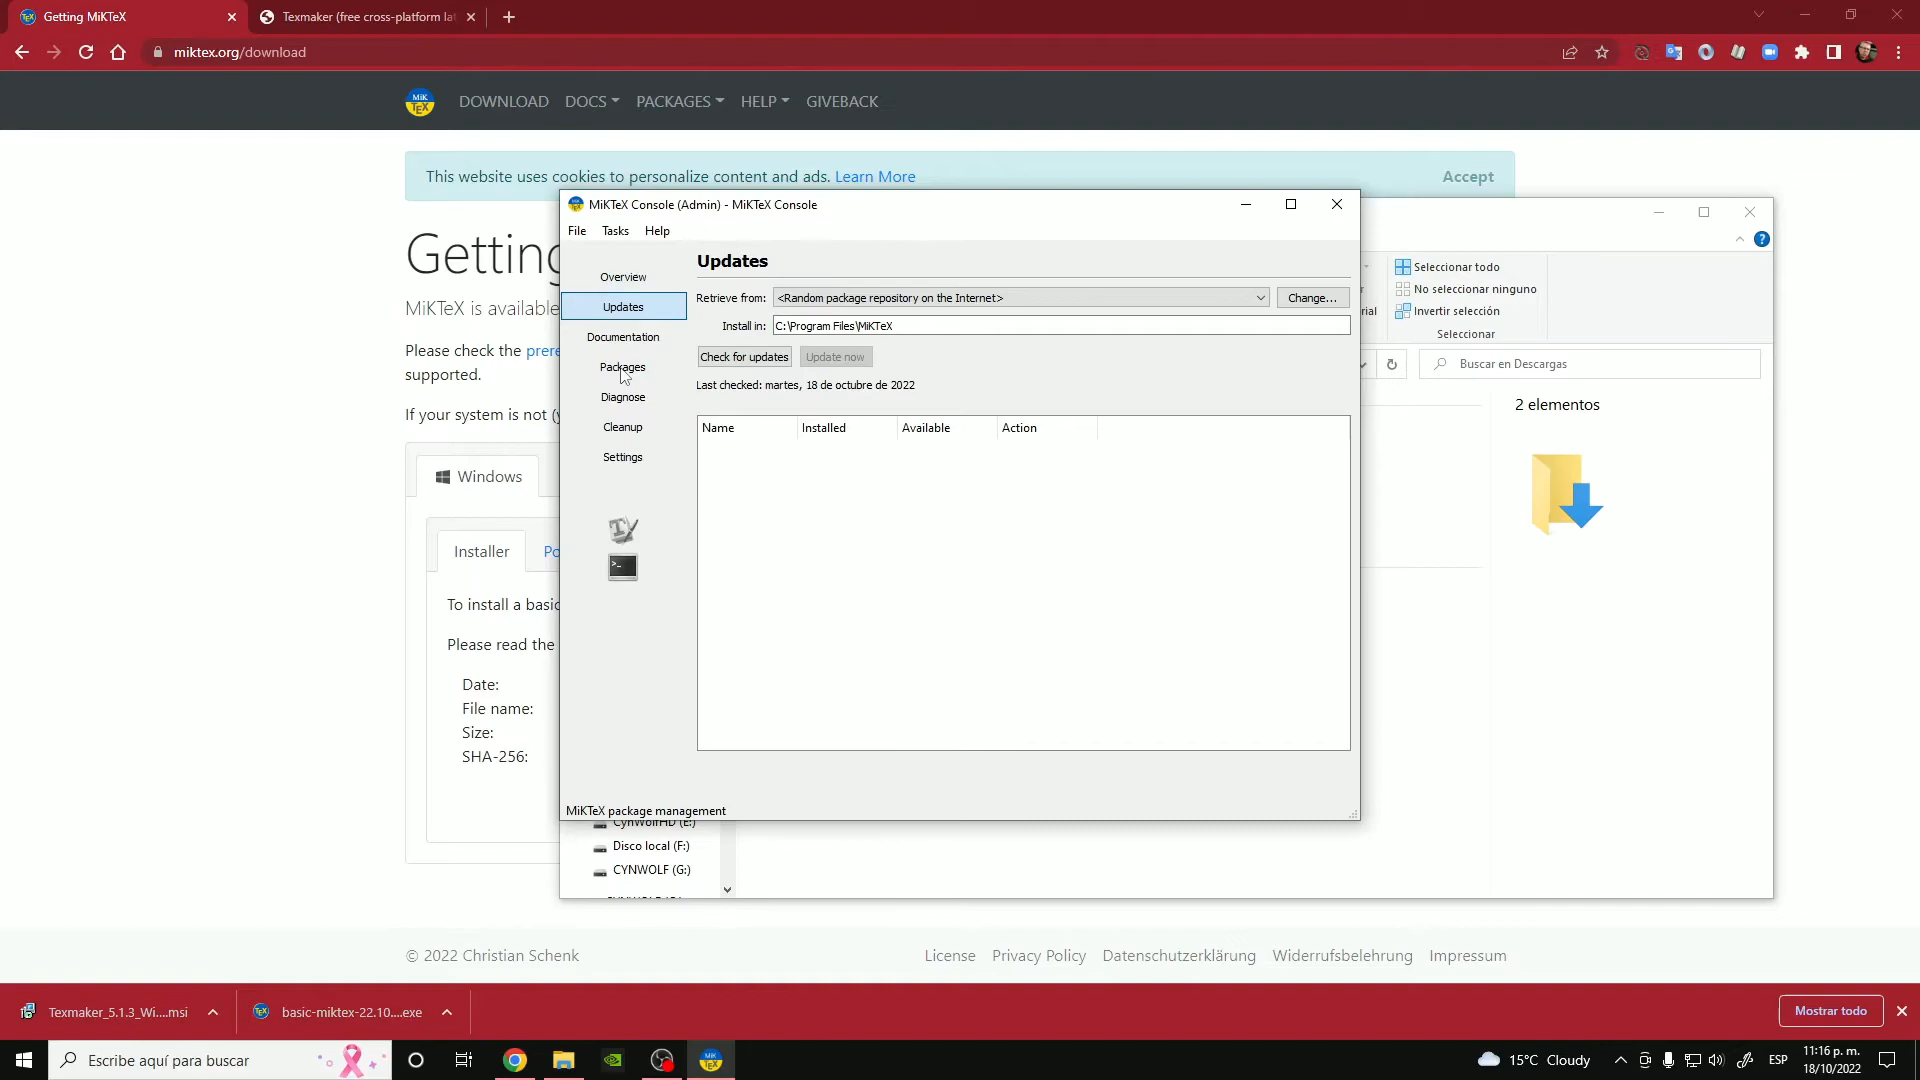 Getting MiKTeX
Texmaker (free cross-platform la
miktex.org/download
DOWNLOAD
DOCS
PACKAGES
HELP
GIVEBACK
This website uses cookies to personalize content and ads. Learn More
Accept
Getting
MiKTeX is available
Please check the prere
supported.
If your system is not (y
Windows
Installer
Po
To install a basic
Please read the
Date:
File name:
Size:
SHA-256:
MiKTeX Console (Admin) - MiKTeX Console
File
Tasks
Help
Overview
Updates
Documentation
Packages
Diagnose
Cleanup
Settings
Updates
Retrieve from:
<Random package repository on the Internet>
Change...
Install in:
C:\Program Files\MiKTeX
Check for updates
Update now
Last checked: martes, 18 de octubre de 2022
Name
Installed
Available
Action
MiKTeX package management
Seleccionar todo
No seleccionar ninguno
Invertir selección
Seleccionar
Buscar en Descargas
2 elementos
CynWolfHD (E:)
Disco local (F:)
CYNWOLF (G:)
© 2022 Christian Schenk
License
Privacy Policy
Datenschutzerklärung
Widerrufsbelehrung
Impressum
Texmaker_5.1.3_Wi....msi
basic-miktex-22.10....exe
Mostrar todo
Escribe aquí para buscar
15°C Cloudy
ESP
11:16 p. m.
18/10/2022